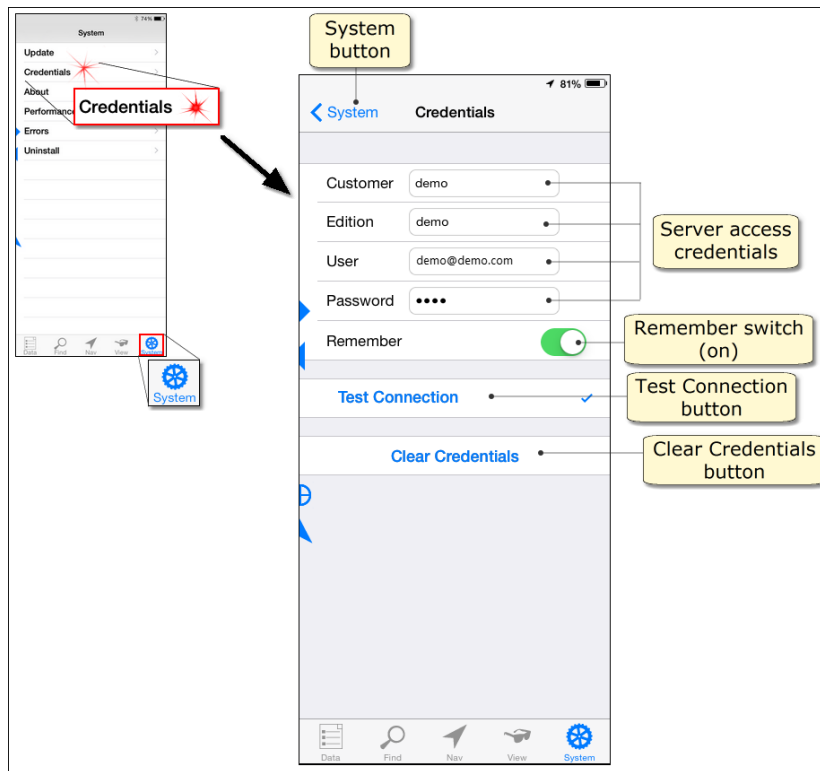 74%
System
Update
Credentials
About
Performance
Errors
Uninstall
Credentials
Data Find Nav View System
System
System
button
81%
System Credentials
Customer demo
Edition demo
User demo@demo.com
Password ••••
Remember
Test Connection
Clear Credentials
Data Find Nav View System
Server access
credentials
Remember switch
(on)
Test Connection
button
Clear Credentials
button